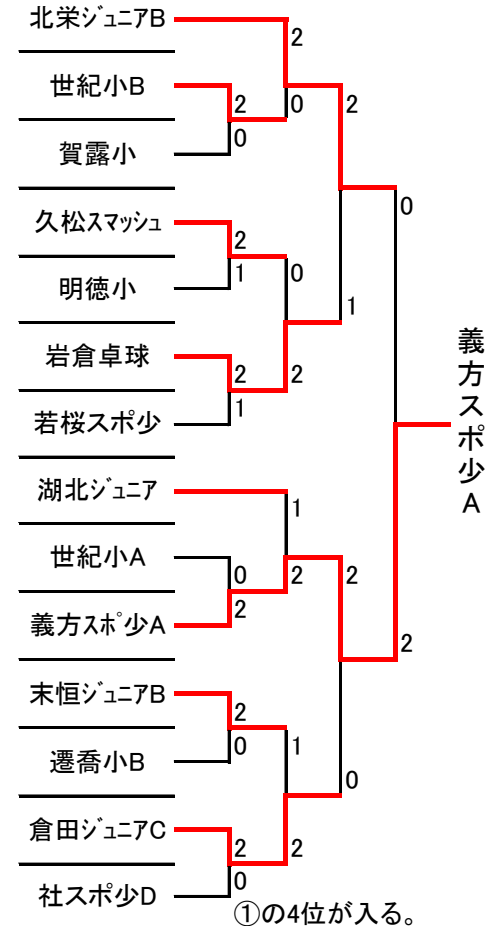 北栄ｼﾞｭﾆｱB
2
世紀小B
2
0
2
賀露小
0
0
久松ｽﾏｯｼｭ
2
0
明徳小
1
1
岩倉卓球
2
2
若桜スポ少
1
義方スポ少A
湖北ｼﾞｭﾆｱ
1
世紀小A
0
2
2
義方ｽﾎﾟ少A
2
2
末恒ｼﾞｭﾆｱB
2
1
遷喬小B
0
0
倉田ｼﾞｭﾆｱC
2
2
社スポ少D
0
①の4位が入る。